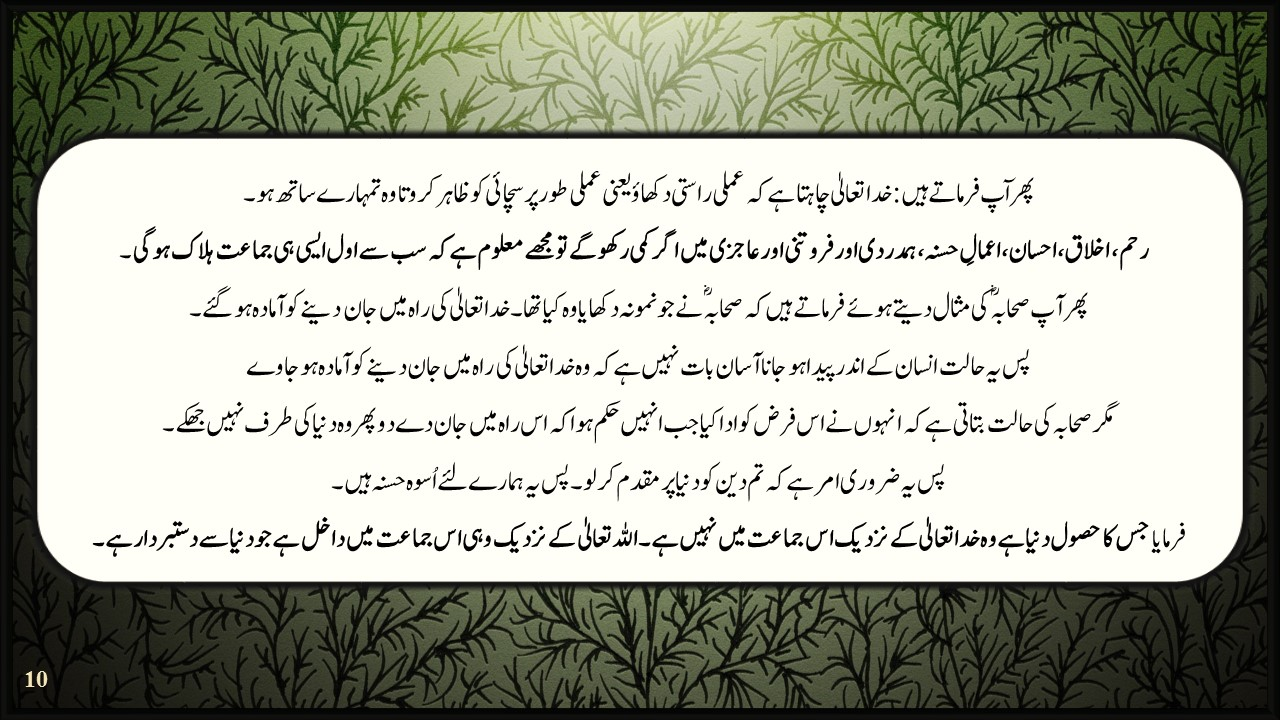 پھر آپ فرماتے ہیں: خدا تعالیٰ چاہتا ہے کہ عملی راستی دکھاؤ یعنی عملی طور پر سچائی کو ظاہر کرو تا وہ تمہارے ساتھ ہو۔
رحم، اخلاق، احسان، اعمالِ حسنہ، ہمدردی اور فروتنی اور عاجزی میں اگر کمی رکھو گے تو مجھے معلوم ہے کہ سب سے اول ایسی ہی جماعت ہلاک ہوگی۔
پھر آپ صحابہؓ کی مثال دیتے ہوئے فرماتے ہیں کہ صحابہؓ نے جو نمونہ دکھایا وہ کیا تھا۔ خدا تعالیٰ کی راہ میں جان دینے کو آمادہ ہو گئے۔
پس یہ حالت انسان کے اندر پیدا ہو جانا آسان بات نہیں ہے کہ وہ خدا تعالیٰ کی راہ میں جان دینے کو آمادہ ہو جاوے
مگر صحابہ کی حالت بتاتی ہے کہ انہوں نے اس فرض کو ادا کیا جب انہیں حکم ہوا کہ اس راہ میں جان دے دو پھر وہ دنیا کی طرف نہیں جھکے۔
پس یہ ضروری امر ہے کہ تم دین کو دنیا پر مقدم کر لو۔ پس یہ ہمارے لئے اُسوہ حسنہ ہیں۔
فرمایا جس کا حصول دنیا ہے وہ خدا تعالیٰ کے نزدیک اس جماعت میں نہیں ہے۔ اللہ تعالیٰ کے نزدیک وہی اس جماعت میں داخل ہے جو دنیا سے دستبردار ہے۔
10